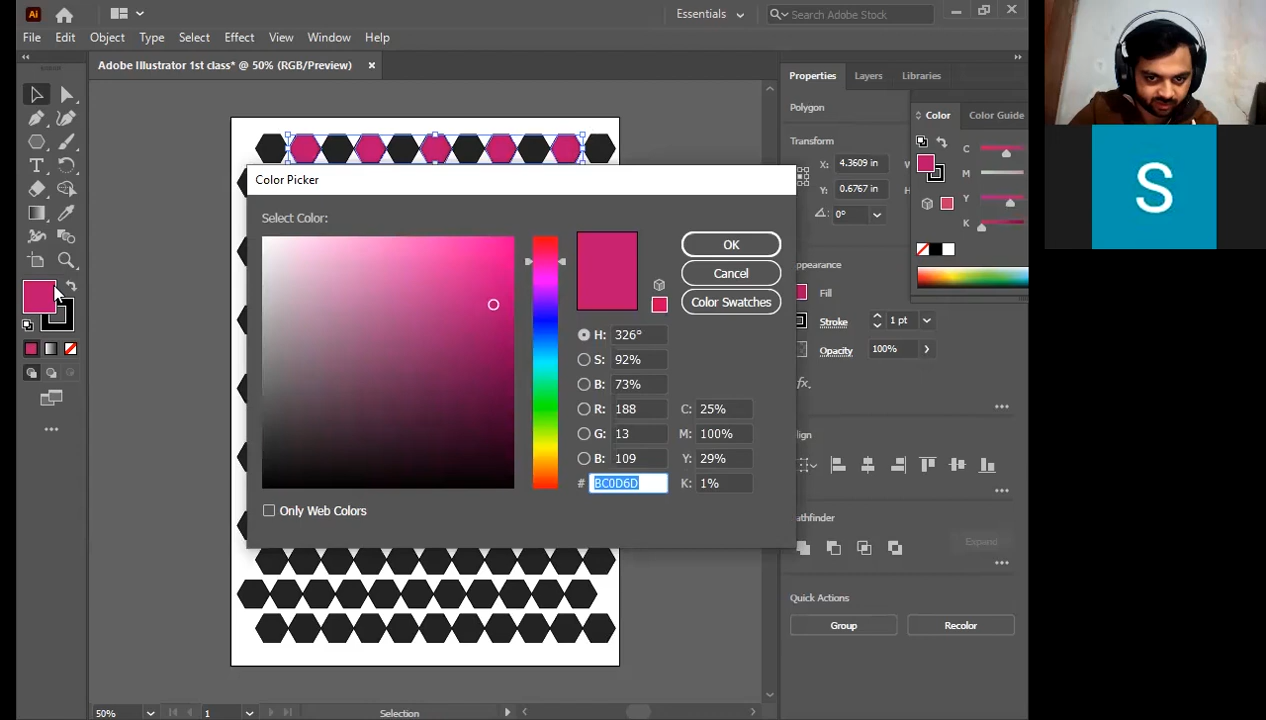 Ai
Essentials
Search Adobe Stock
File Edit Object Type Select Effect View Window Help
Adobe Illustrator 1st class* @ 50% (RGB/Preview) ×
Properties Layers Libraries
Color Color Guide
Polygon
Transform
X: 4.3609 in
Y: 0.6767 in
0°
C
M
Y
K
Color Picker
Select Color:
OK
Cancel
Color Swatches
H: 326°
S: 92%
B: 73%
R: 188 C: 25%
G: 13 M: 100%
B: 109 Y: 29%
# BC0D6D K: 1%
Only Web Colors
Appearance
Fill
Stroke 1 pt
Opacity 100%
fx.
Align
Pathfinder
Expand
Quick Actions
Group Recolor
50% 1 Selection
S